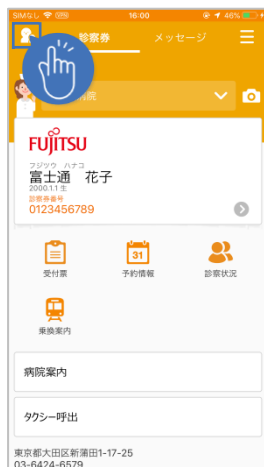 SIMなし 16:00 46%
診察券 メッセージ
病院
FUJITSU
フジツウ ハナコ
富士通 花子
2000.1.1 生
診察券番号
0123456789
31
受付票 予約情報 診察状況
乗換案内
病院案内
タクシー呼出
東京都大田区新蒲田1-17-25
03-6424-6579